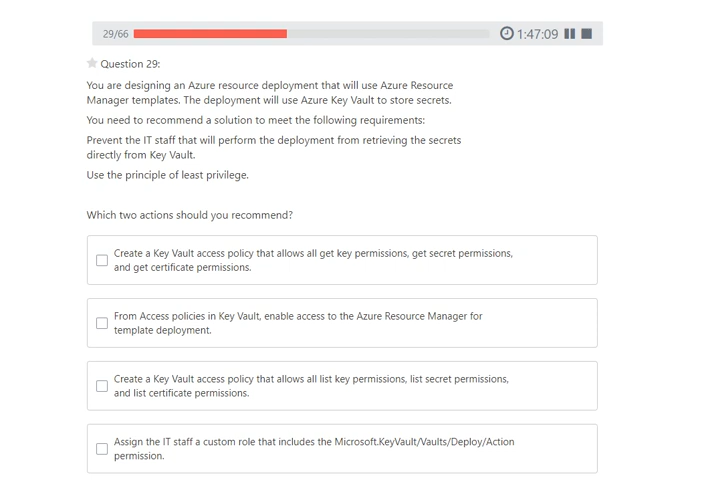 29/66
1:47:09
Question 29:
You are designing an Azure resource deployment that will use Azure Resource
Manager templates. The deployment will use Azure Key Vault to store secrets.
You need to recommend a solution to meet the following requirements:
Prevent the IT staff that will perform the deployment from retrieving the secrets
directly from Key Vault.
Use the principle of least privilege.
Which two actions should you recommend?
Create a Key Vault access policy that allows all get key permissions, get secret permissions,
and get certificate permissions.
From Access policies in Key Vault, enable access to the Azure Resource Manager for
template deployment.
Create a Key Vault access policy that allows all list key permissions, list secret permissions,
and list certificate permissions.
Assign the IT staff a custom role that includes the Microsoft.KeyVault/Vaults/Deploy/Action
permission.